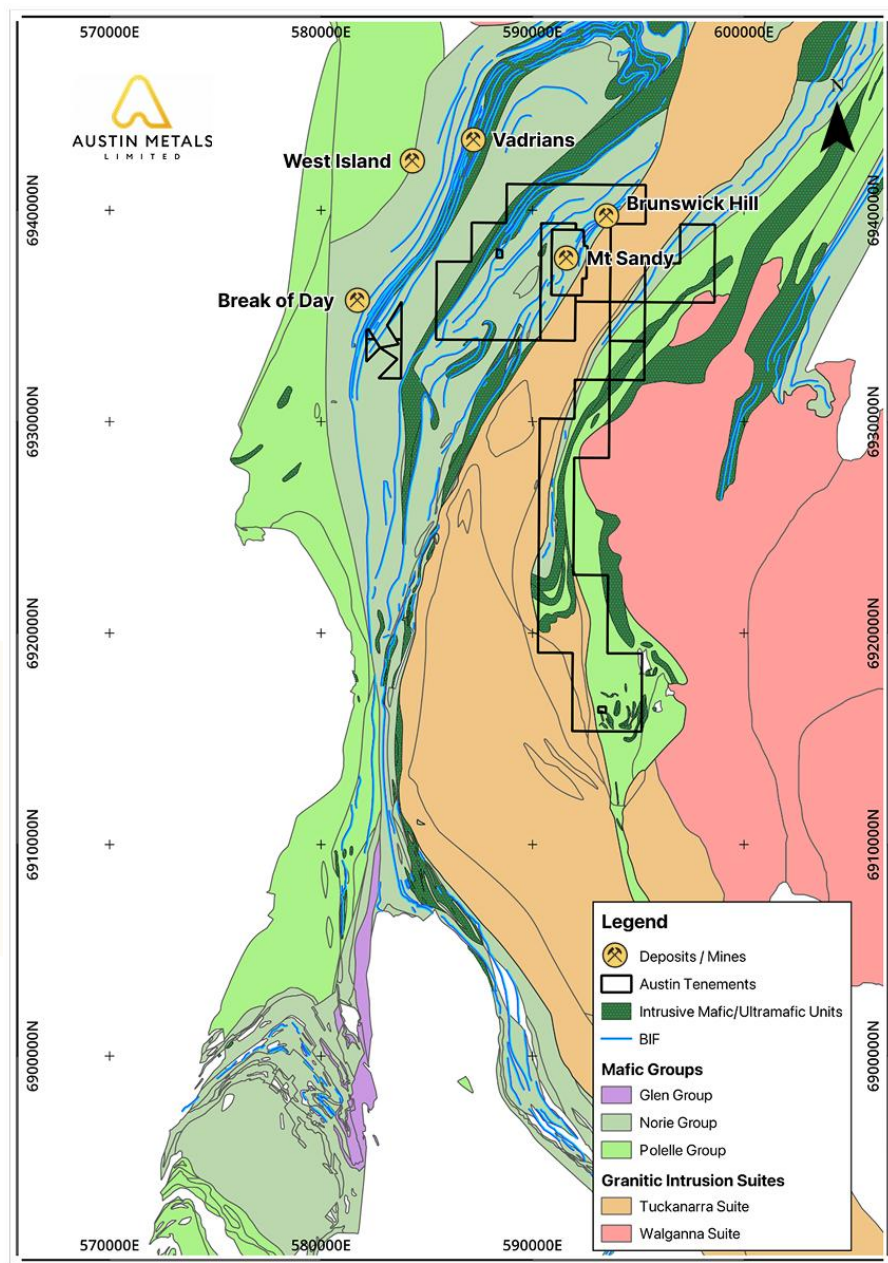 570000E
580000E
590000E
600000E
N
AUSTIN METALS
LIMITED
West Island
Vadrians
Brunswick Hill
Mt Sandy
Break of Day
6940000N
6940000N
6930000N
6930000N
6920000N
6920000N
6910000N
6910000N
6900000N
6900000N
Legend
Deposits / Mines
Austin Tenements
Intrusive Mafic/Ultramafic Units
BIF
Mafic Groups
Glen Group
Norie Group
Polelle Group
Granitic Intrusion Suites
Tuckanarra Suite
Walganna Suite
570000E
580000E
590000E